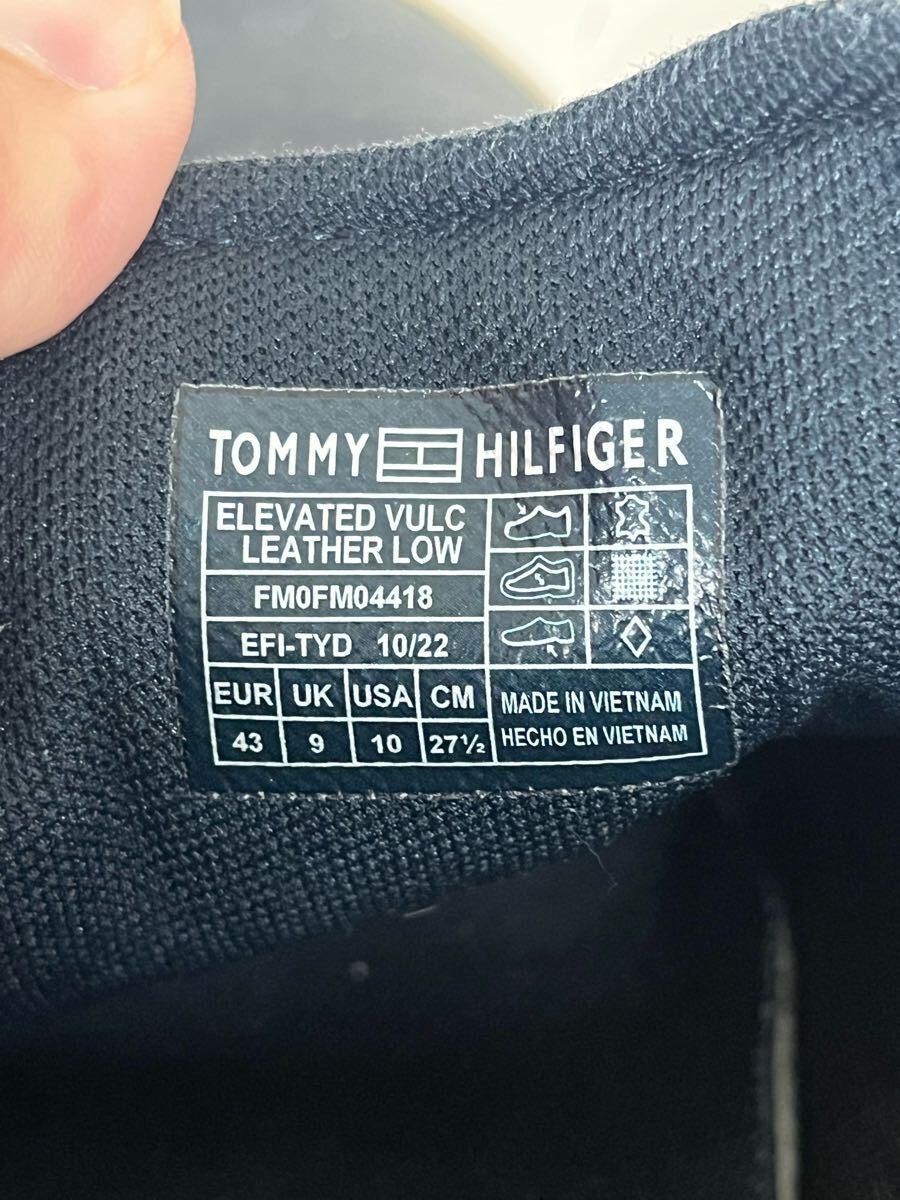 TOMMY HILFIGER
ELEVATED VULC
LEATHER LOW
FM0FM04418
EFI-TYD 10/22
EUR UK USA CM
43 9 10 27½
MADE IN VIETNAM
HECHO EN VIETNAM